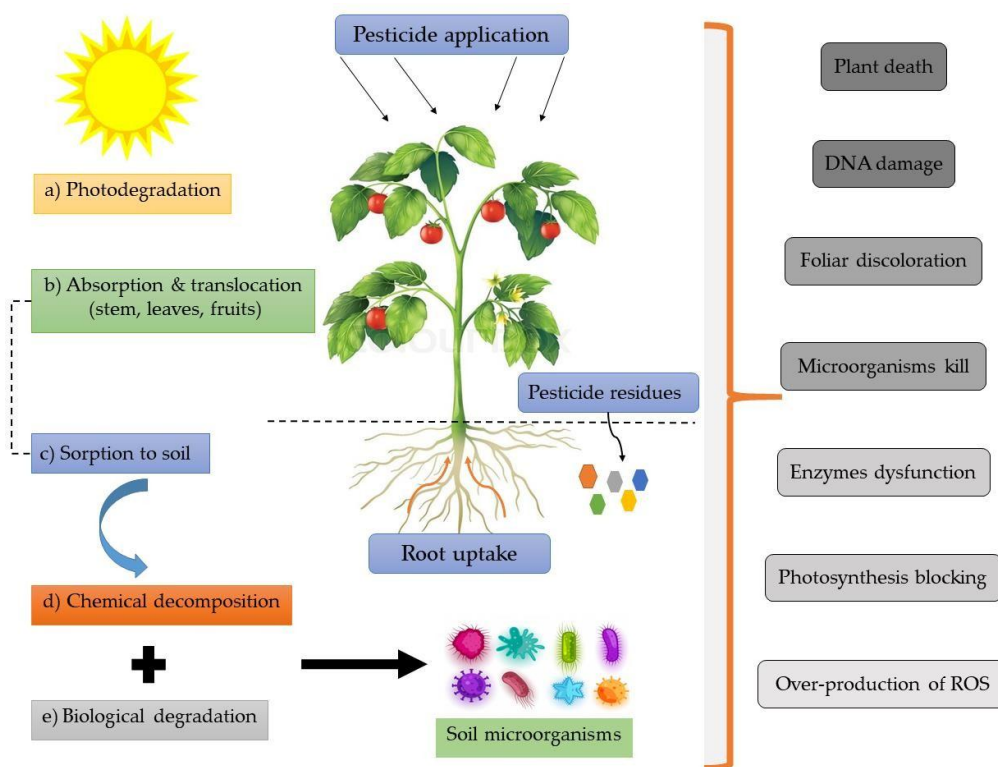 Pesticide application
a) Photodegradation
b) Absorption & translocation
(stem, leaves, fruits)
Pesticide residues
c) Sorption to soil
Root uptake
d) Chemical decomposition
e) Biological degradation
Soil microorganisms
Plant death
DNA damage
Foliar discoloration
Microorganisms kill
Enzymes dysfunction
Photosynthesis blocking
Over-production of ROS